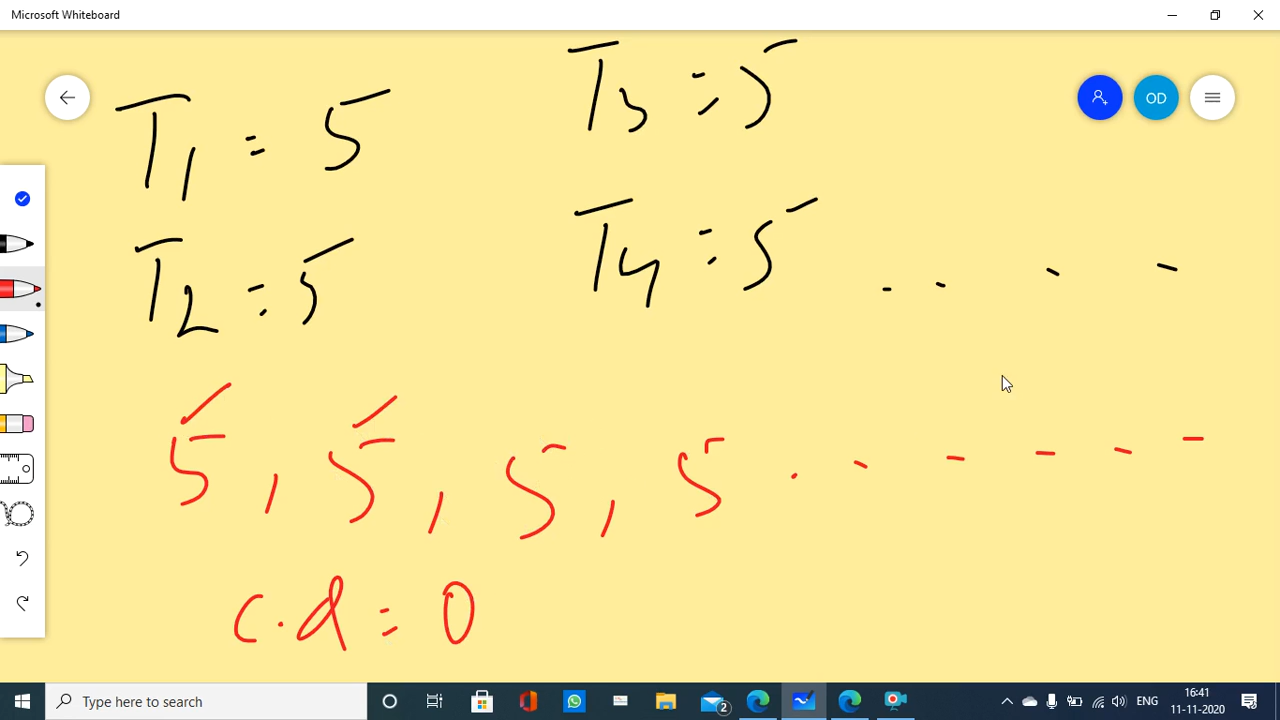 Microsoft Whiteboard
T1 = 5
T3 = 5
OD
T2 = 5
T4 = 5 . . - -
5, 5, 5, 5 . - - - - -
c.d = 0
Type here to search
2
ENG
16:41
11-11-2020